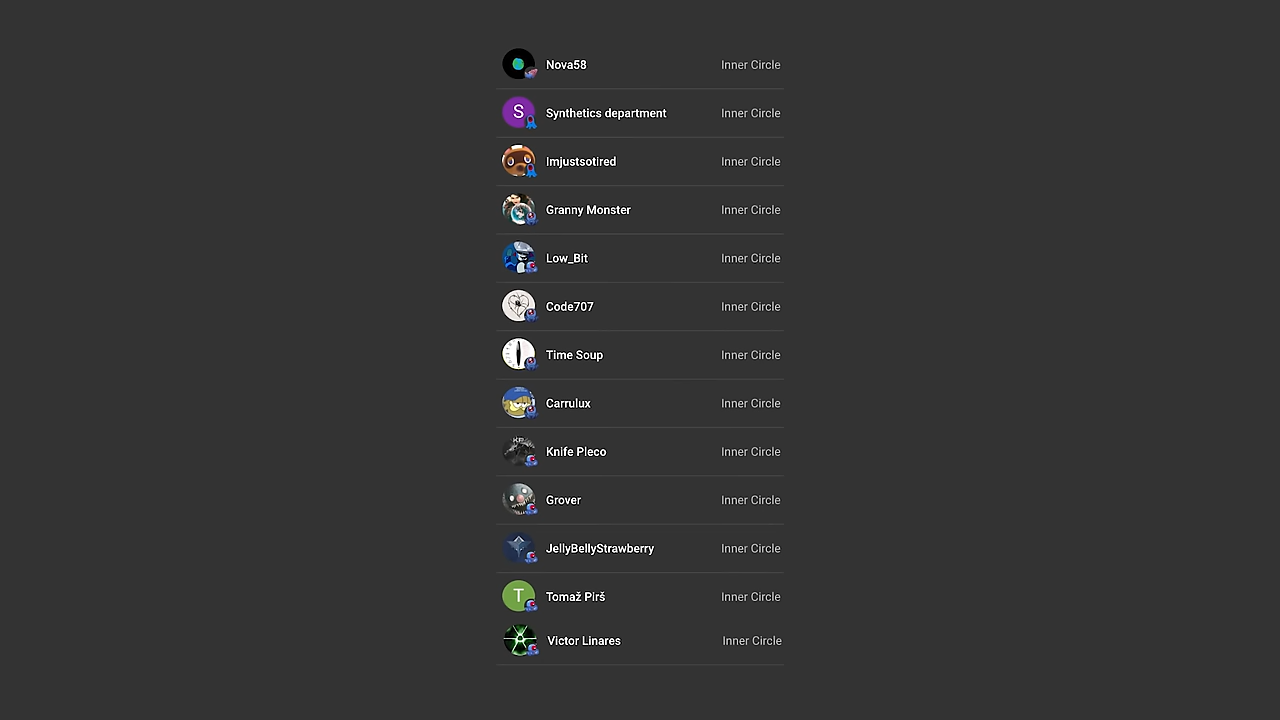 Nova58 Inner Circle
S Synthetics department Inner Circle
Imjustsotired Inner Circle
Granny Monster Inner Circle
Low_Bit Inner Circle
Code707 Inner Circle
Time Soup Inner Circle
Carrulux Inner Circle
Knife Pleco Inner Circle
Grover Inner Circle
JellyBellyStrawberry Inner Circle
T Tomaž Pirš Inner Circle
Victor Linares Inner Circle